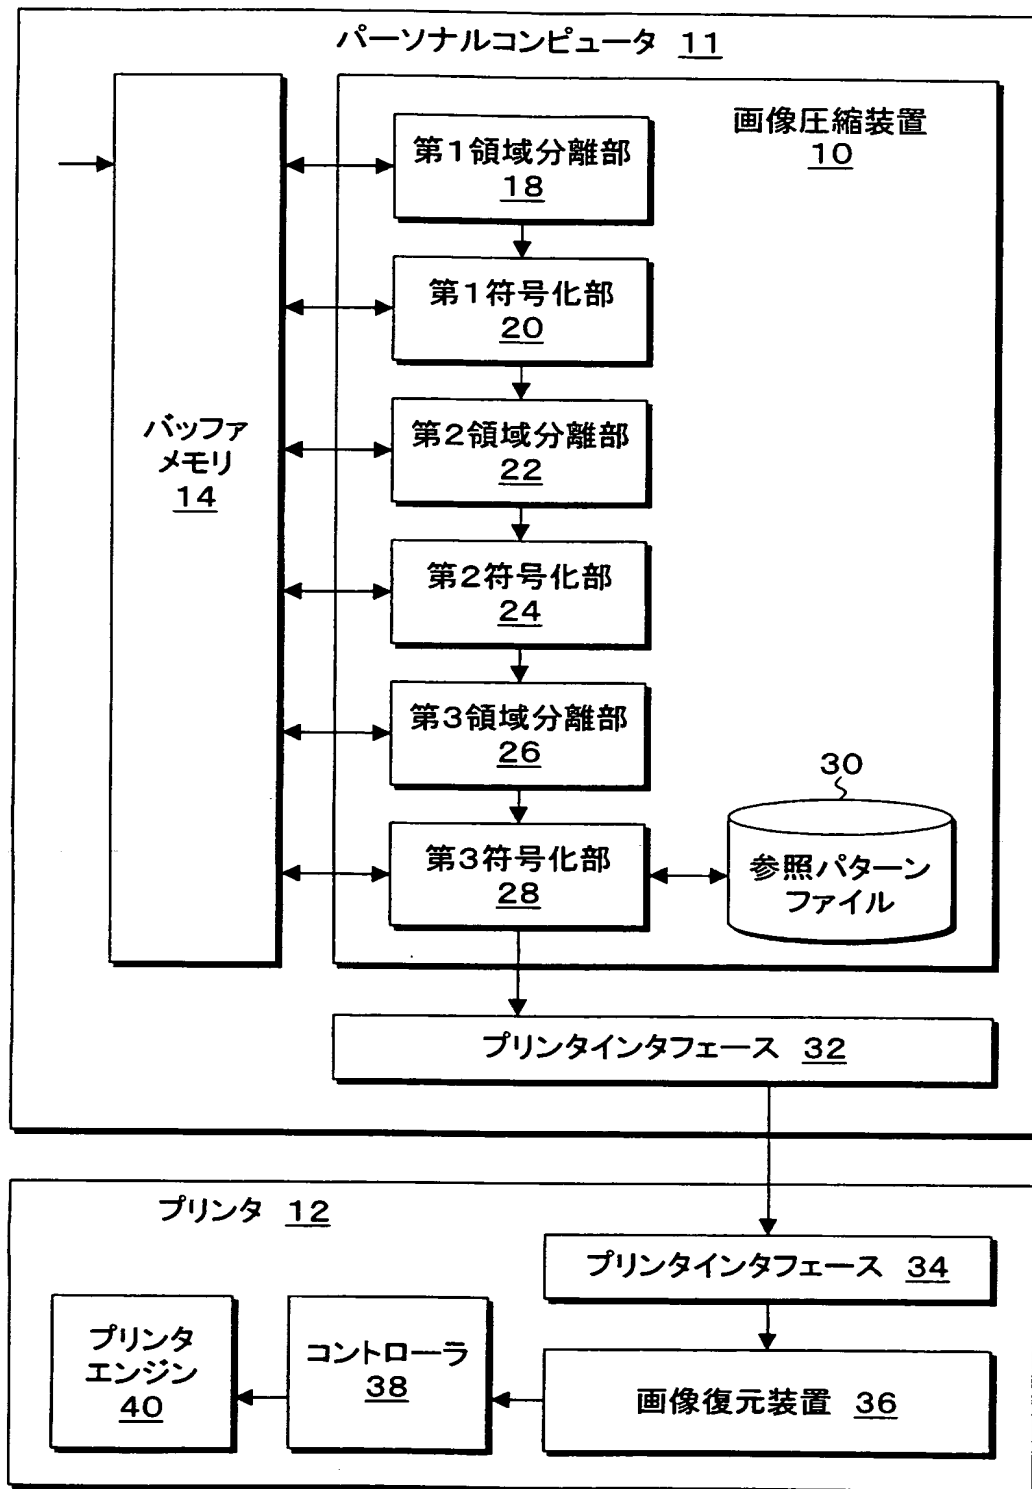 パーソナルコンピュータ 11
画像圧縮装置
10
第1領域分離部
18
第1符号化部
20
バッファ
メモリ
14
第2領域分離部
22
第2符号化部
24
第3領域分離部
26
30
第3符号化部
28
参照パターン
ファイル
プリンタインタフェース 32
プリンタ 12
プリンタインタフェース 34
プリンタ
エンジン
40
コントローラ
38
画像復元装置 36